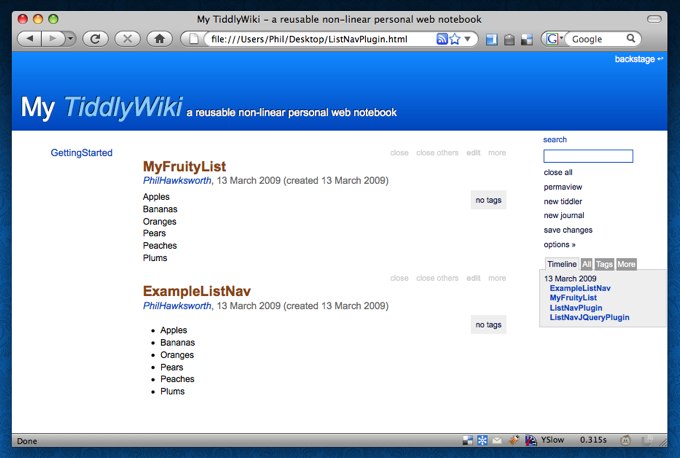 My TiddlyWiki - a reusable non-linear personal web notebook
file:///Users/Phil/Desktop/ListNavPlugin.html
Google
backstage ↩
My TiddlyWiki a reusable non-linear personal web notebook
GettingStarted
close close others edit more
MyFruityList
PhilHawksworth, 13 March 2009 (created 13 March 2009)
no tags
Apples
Bananas
Oranges
Pears
Peaches
Plums
close close others edit more
ExampleListNav
PhilHawksworth, 13 March 2009 (created 13 March 2009)
no tags
• Apples
• Bananas
• Oranges
• Pears
• Peaches
• Plums
search
close all
permaview
new tiddler
new journal
save changes
options »
Timeline All Tags More
13 March 2009
ExampleListNav
MyFruityList
ListNavPlugin
ListNavJQueryPlugin
Done
YSlow 0.315s